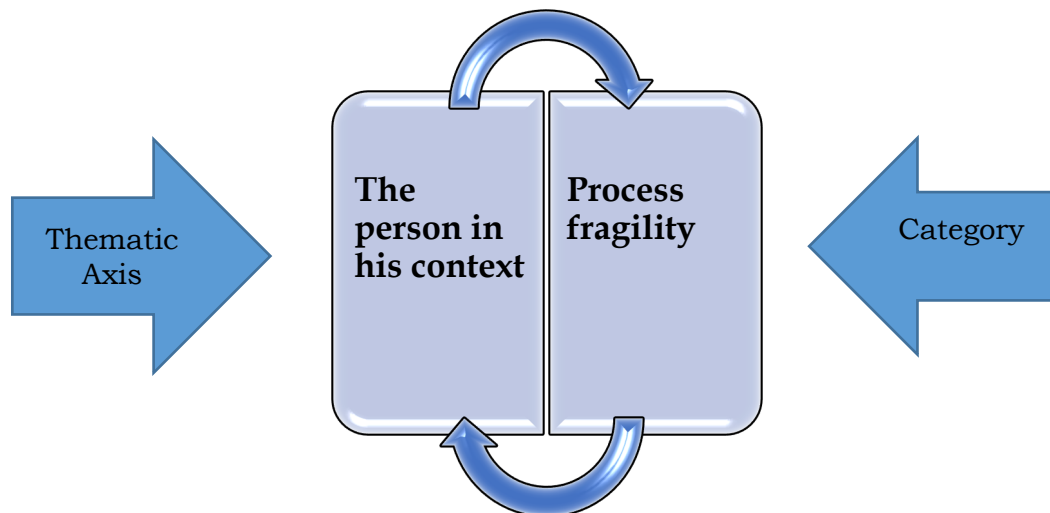 Thematic
Axis
The
person in
his context
Process
fragility
Category